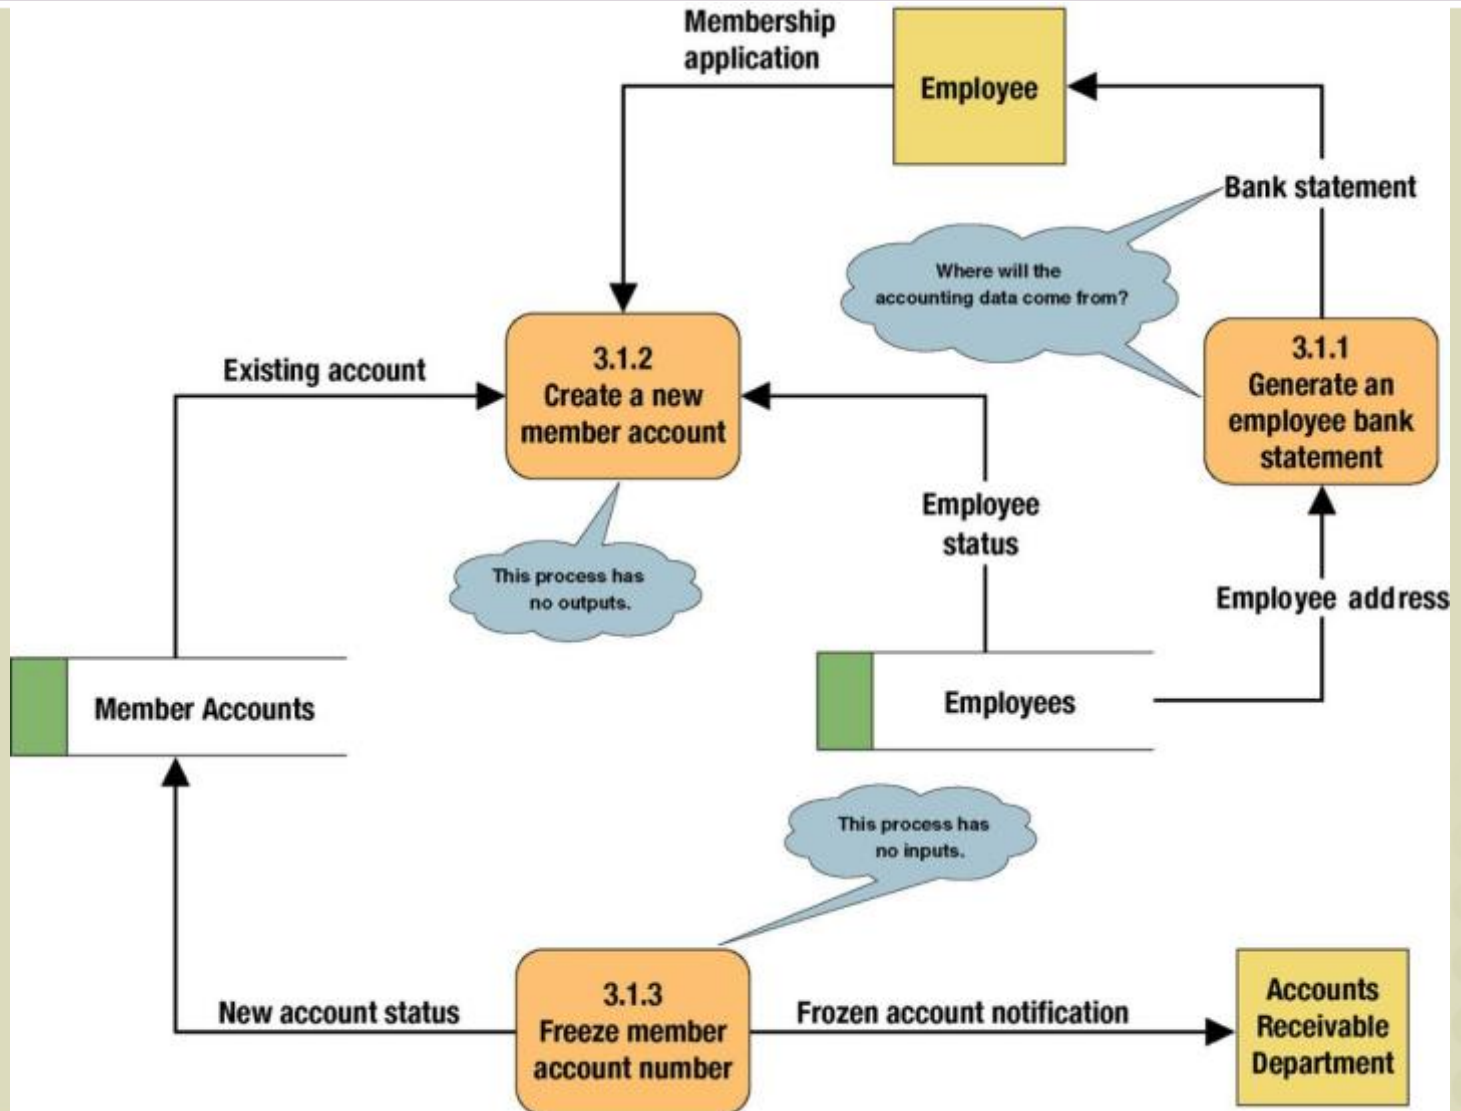 Membership
application
Employee
Bank statement
Where will the
accounting data come from?
3.1.2
Create a new
member account
Existing account
3.1.1
Generate an
employee bank
statement
Employee
status
This process has
no outputs.
Employee address
Member Accounts
Employees
This process has
no inputs.
3.1.3
Freeze member
account number
New account status
Frozen account notification
Accounts
Receivable
Department